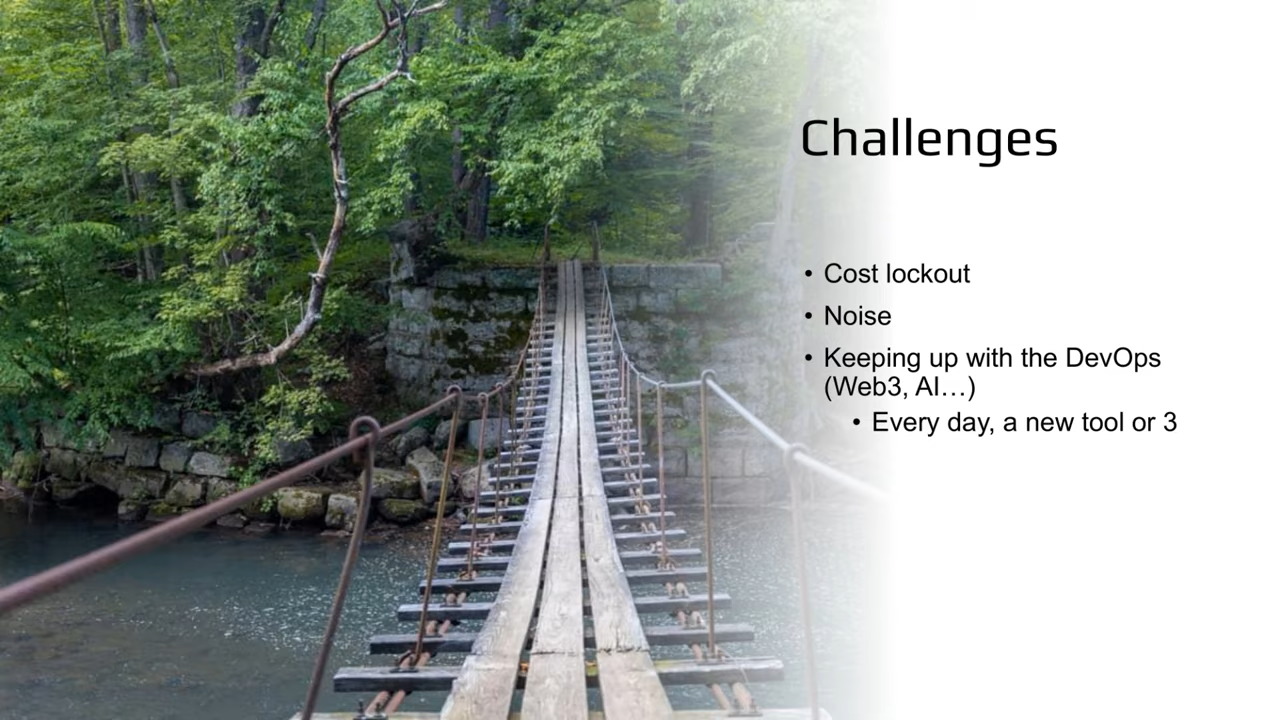 Challenges
• Cost lockout
• Noise
• Keeping up with the DevOps
(Web3, AI…)
• Every day, a new tool or 3